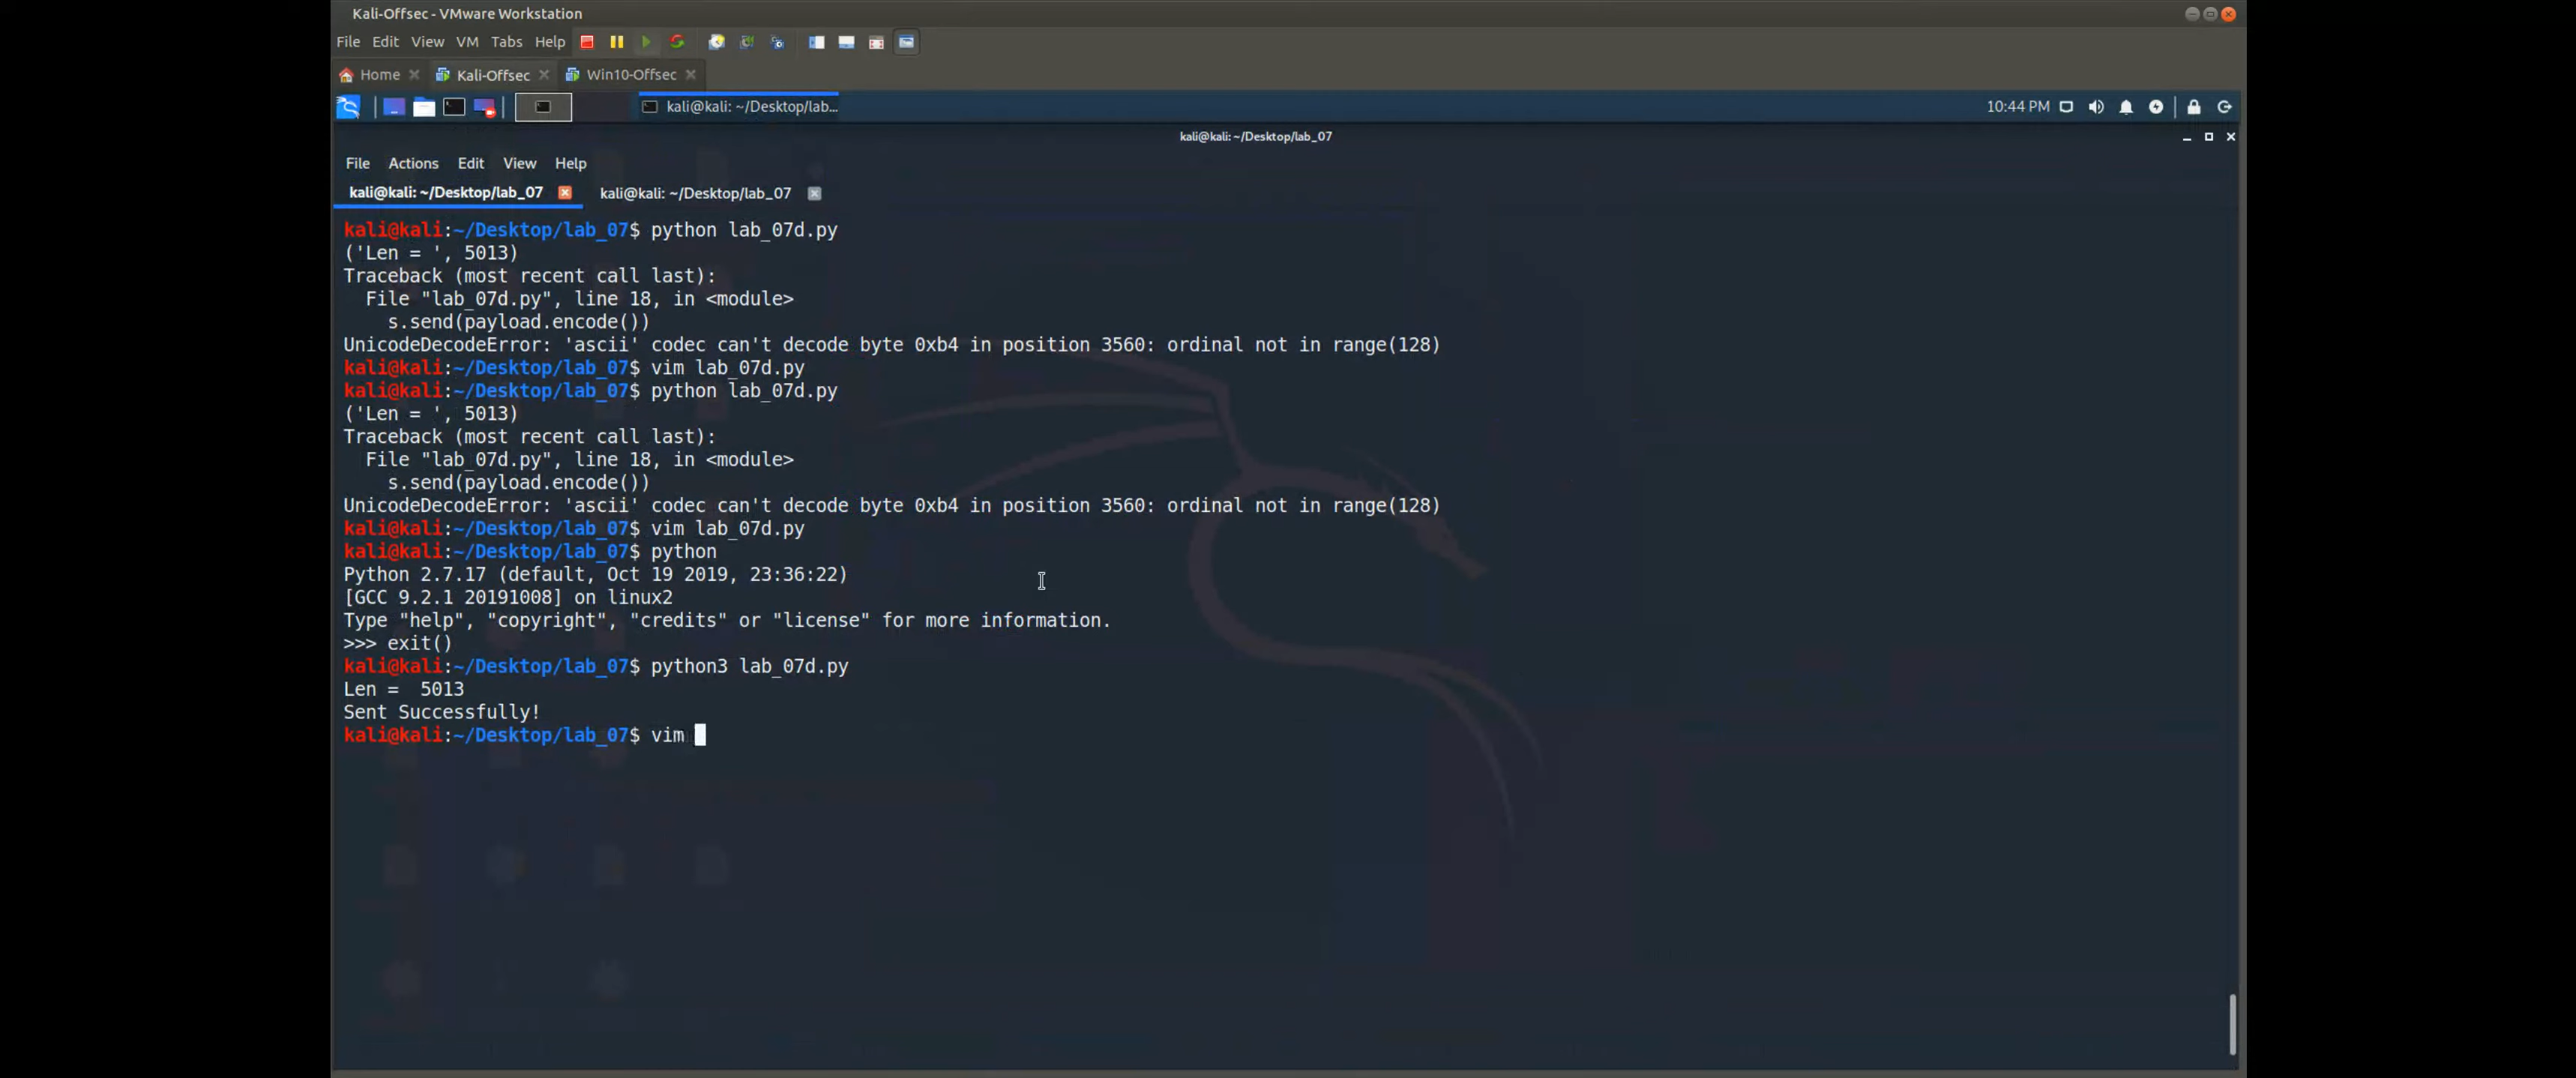 Kali-Offsec - VMware Workstation
File Edit View VM Tabs Help
Home Kali-Offsec Win10-Offsec
kali@kali: ~/Desktop/lab... 10:44 PM
kali@kali: ~/Desktop/lab_07
File Actions Edit View Help
kali@kali: ~/Desktop/lab_07 kali@kali: ~/Desktop/lab_07
kali@kali:~/Desktop/lab_07$ python lab_07d.py
('Len = ', 5013)
Traceback (most recent call last):
  File "lab_07d.py", line 18, in <module>
    s.send(payload.encode())
UnicodeDecodeError: 'ascii' codec can't decode byte 0xb4 in position 3560: ordinal not in range(128)
kali@kali:~/Desktop/lab_07$ vim lab_07d.py
kali@kali:~/Desktop/lab_07$ python lab_07d.py
('Len = ', 5013)
Traceback (most recent call last):
  File "lab_07d.py", line 18, in <module>
    s.send(payload.encode())
UnicodeDecodeError: 'ascii' codec can't decode byte 0xb4 in position 3560: ordinal not in range(128)
kali@kali:~/Desktop/lab_07$ vim lab_07d.py
kali@kali:~/Desktop/lab_07$ python
Python 2.7.17 (default, Oct 19 2019, 23:36:22)
[GCC 9.2.1 20191008] on linux2
Type "help", "copyright", "credits" or "license" for more information.
>>> exit()
kali@kali:~/Desktop/lab_07$ python3 lab_07d.py
Len =  5013
Sent Successfully!
kali@kali:~/Desktop/lab_07$ vim